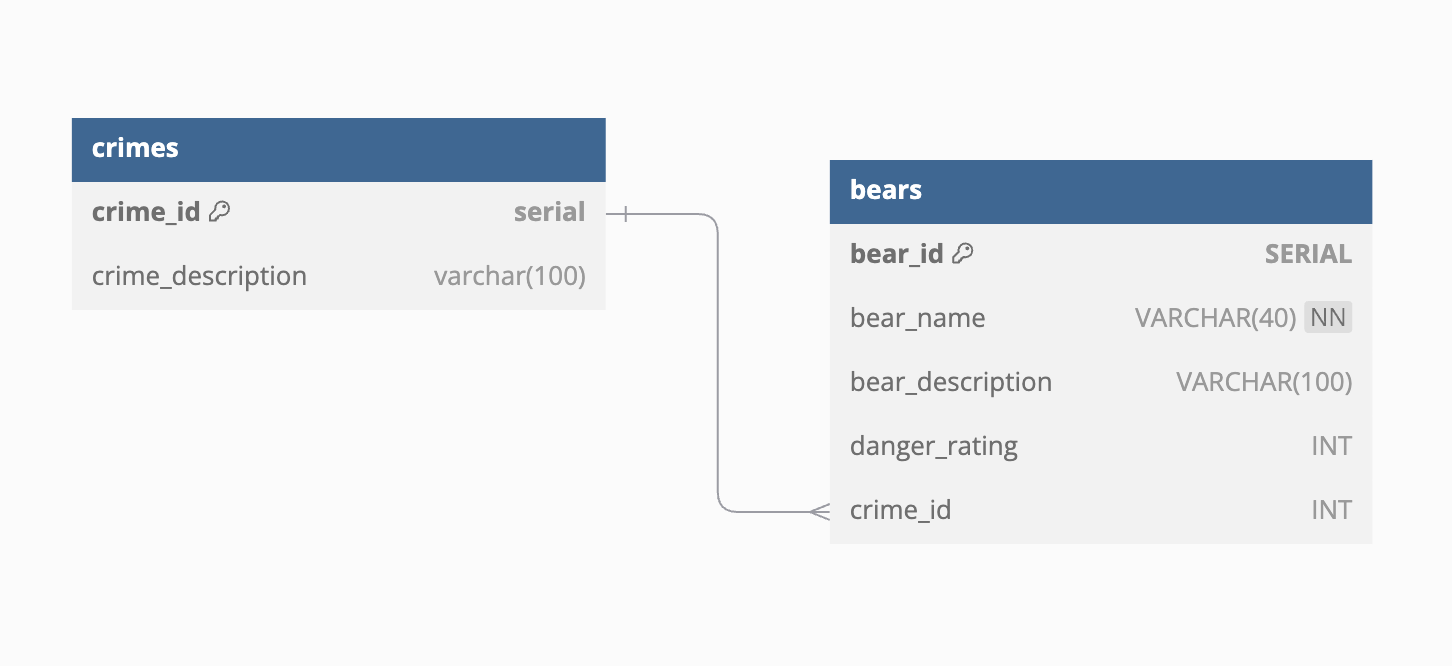 crimes
crime_id serial
crime_description varchar(100)
bears
bear_id SERIAL
bear_name VARCHAR(40) NN
bear_description VARCHAR(100)
danger_rating INT
crime_id INT